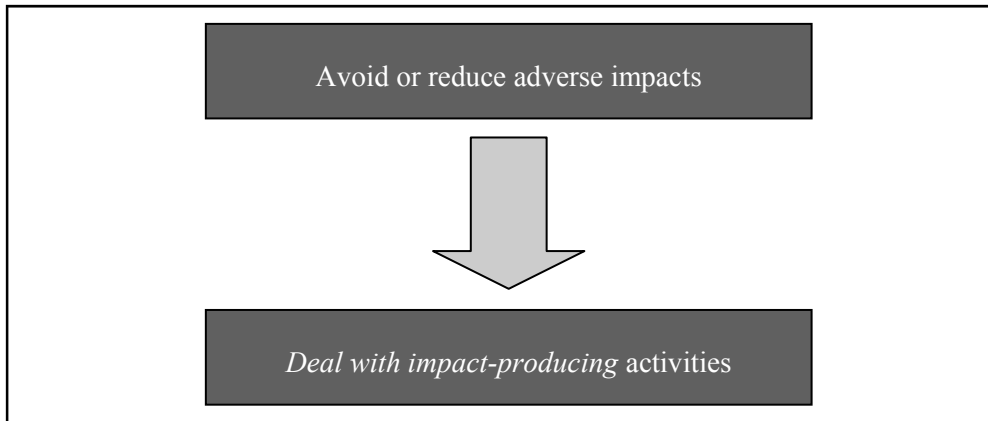 Avoid or reduce adverse impacts
Deal with impact-producing activities